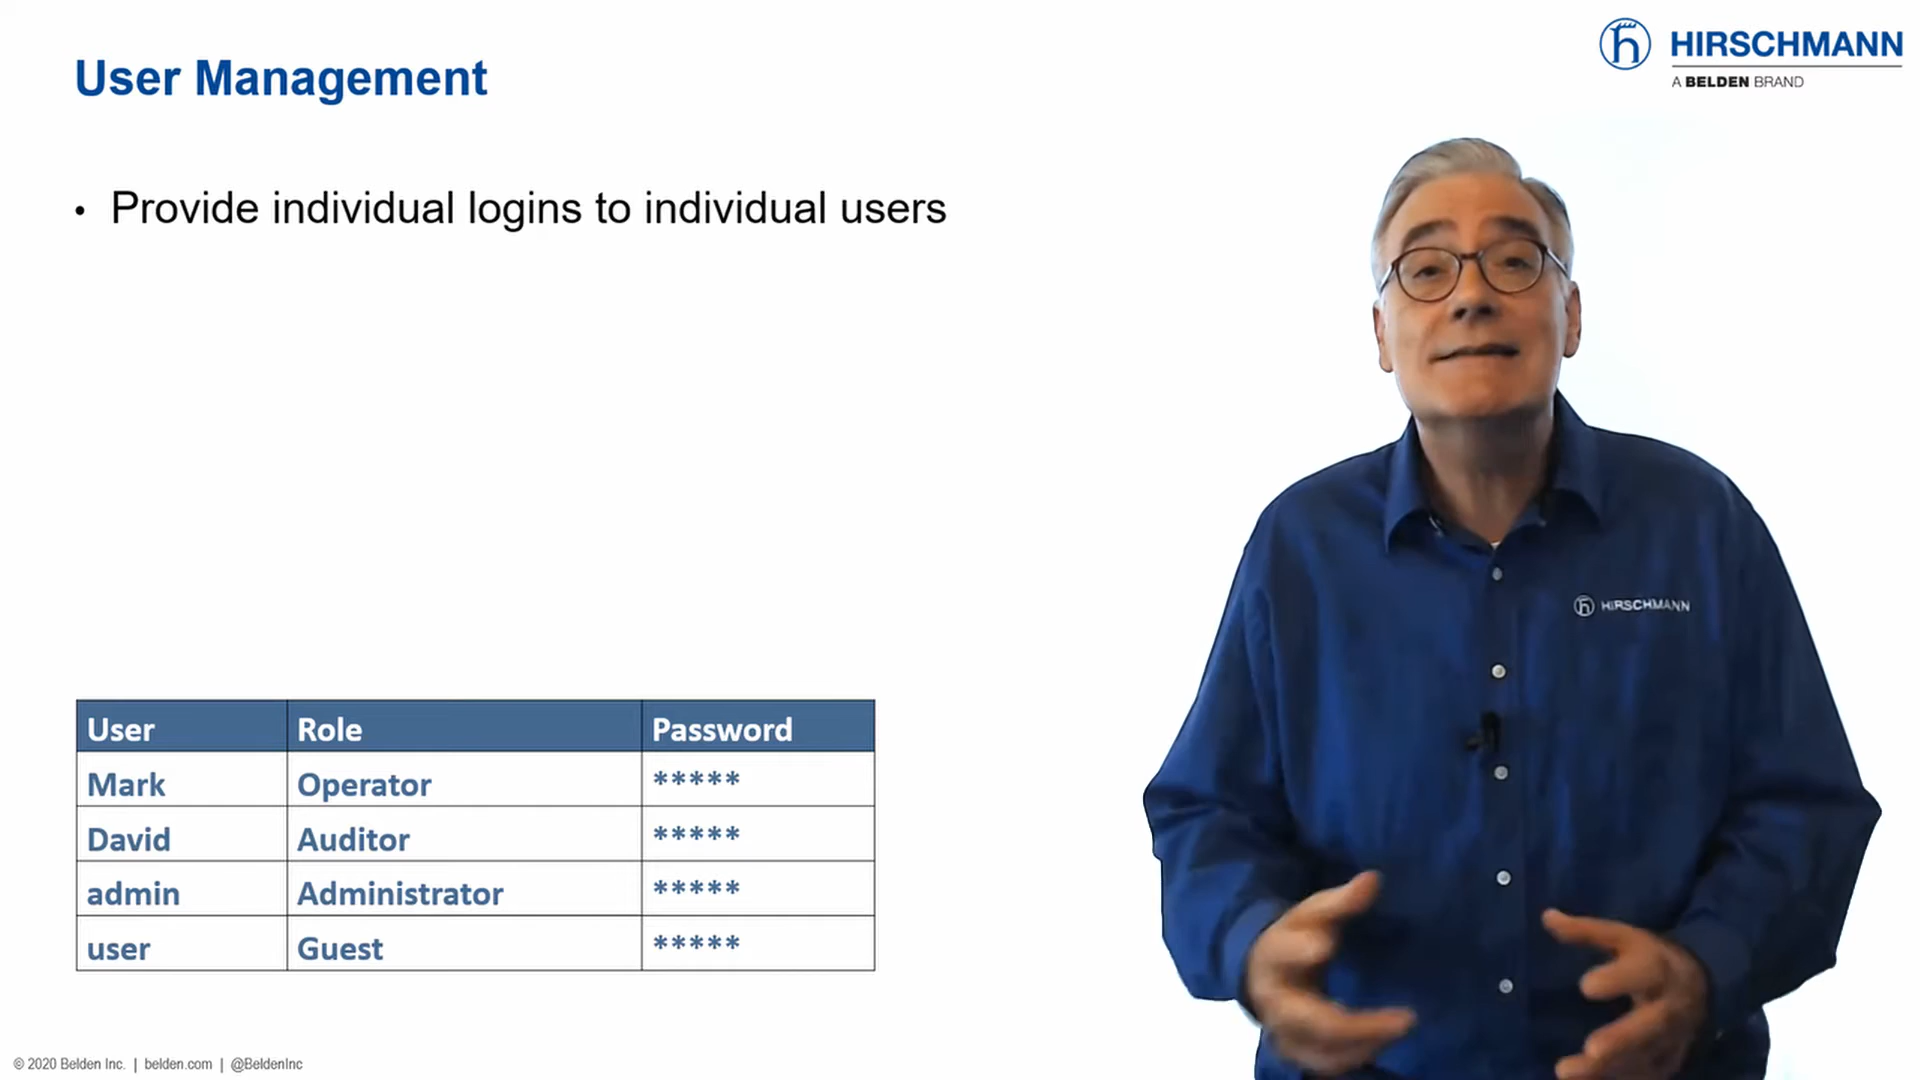 HIRSCHMANN
A BELDEN BRAND
User Management
• Provide individual logins to individual users
HIRSCHMANN
User Role Password
Mark Operator *****
David Auditor *****
admin Administrator *****
user Guest *****
© 2020 Belden Inc. | belden.com | @BeldenInc